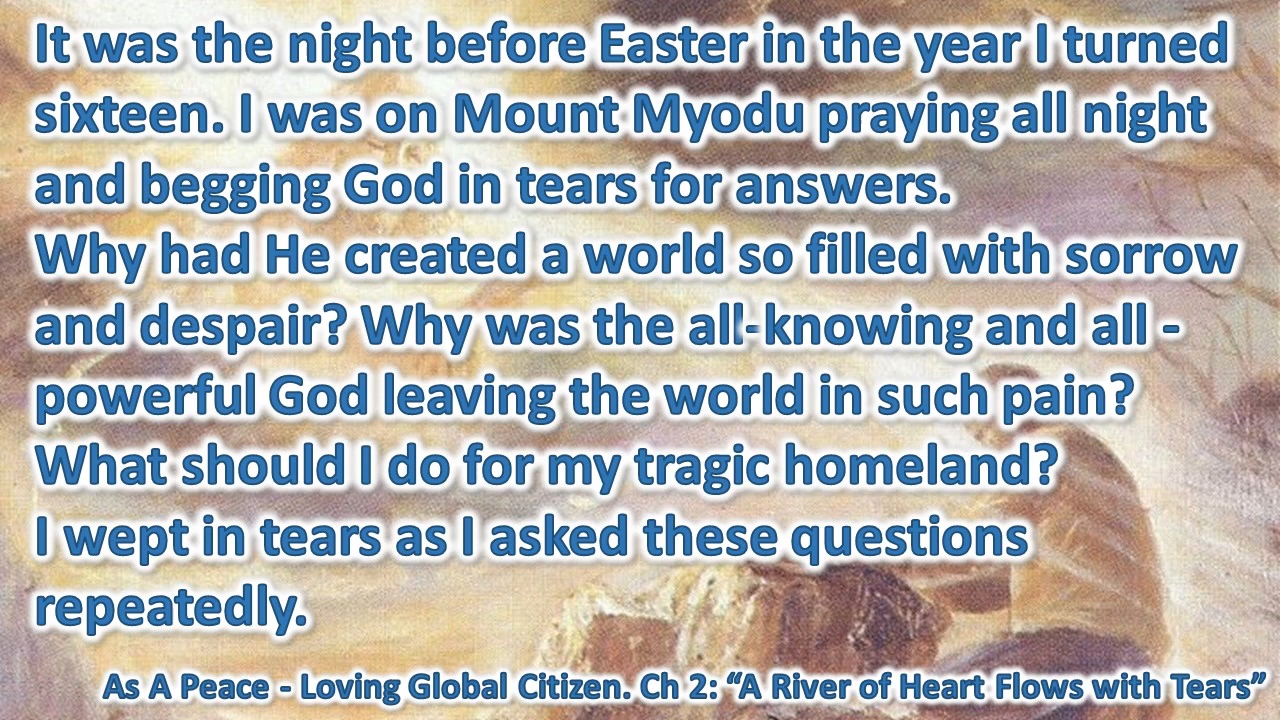 It was the night before Easter in the year I turned
sixteen. I was on Mount Myodu praying all night
and begging God in tears for answers.
Why had He created a world so filled with sorrow
and despair? Why was the all-knowing and all -
powerful God leaving the world in such pain?
What should I do for my tragic homeland?
I wept in tears as I asked these questions
repeatedly.
As A Peace - Loving Global Citizen. Ch 2: “A River of Heart Flows with Tears”